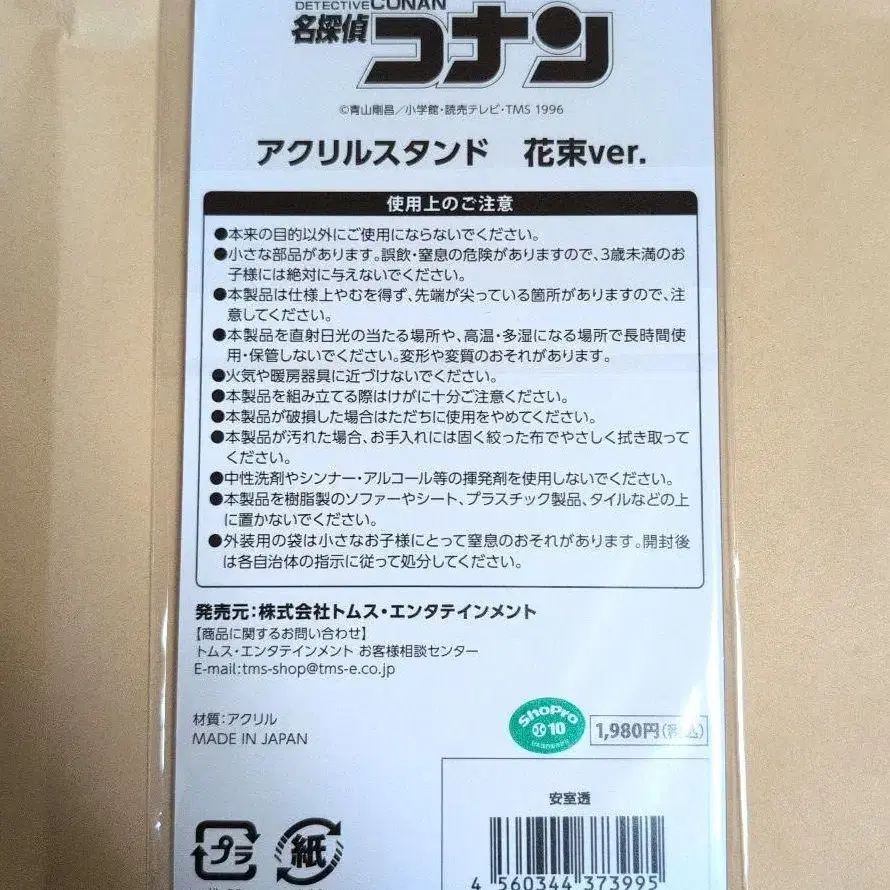 DETECTIVE CONAN
名探偵コナン
©青山剛昌／小学館・読売テレビ・TMS 1996
アクリルスタンド　花束ver.
使用上のご注意
●本来の目的以外にご使用にならないでください。
●小さな部品があります。誤飲・窒息の危険がありますので、3歳未満のお
子様には絶対に与えないでください。
●本製品は仕様上やむを得ず、先端が尖っている箇所がありますので、注
意してください。
●本製品を直射日光の当たる場所や、高温・多湿になる場所で長時間使
用・保管しないでください。変形や変質のおそれがあります。
●火気や暖房器具に近づけないでください。
●本製品を組み立てる際はけがに十分ご注意ください。
●本製品が破損した場合はただちに使用をやめてください。
●本製品が汚れた場合、お手入れには固く絞った布でやさしく拭き取って
ください。
●中性洗剤やシンナー・アルコール等の揮発剤を使用しないでください。
●本製品を樹脂製のソファーやシート、プラスチック製品、タイルなどの上
に置かないでください。
●外装用の袋は小さなお子様にとって窒息のおそれがあります。開封後
は各自治体の指示に従って処分してください。
発売元：株式会社トムス・エンタテインメント
【商品に関するお問い合わせ】
トムス・エンタテインメント お客様相談センター
E-mail:tms-shop@tms-e.co.jp
材質：アクリル
MADE IN JAPAN
ShoPro
10
1,980円(税込)
安室透
プラ
紙
4 560344 373995